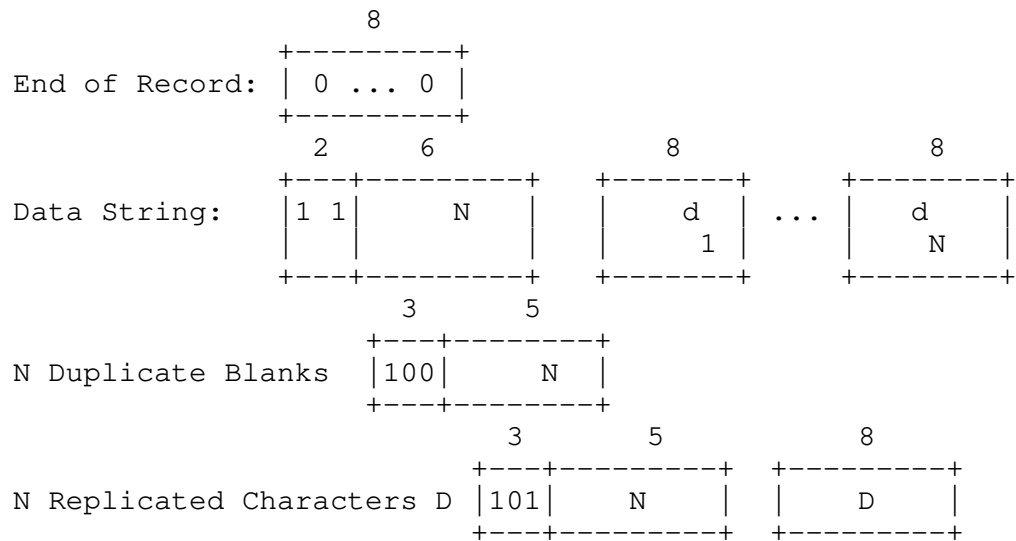 8
+---------+
End of Record: | 0 ... 0 |
+---------+
2 6 8 8
+---+---------+ +-------+ +--------+
Data String: |1 1| N | | d | ... | d |
| | | | 1 | | N |
+---+---------+ +-------+ +--------+
3 5
+---+--------+
N Duplicate Blanks |100| N |
+---+--------+
3 5 8
+---+---------+ +---------+
N Replicated Characters D |101| N | | D |
+---+---------+ +---------+